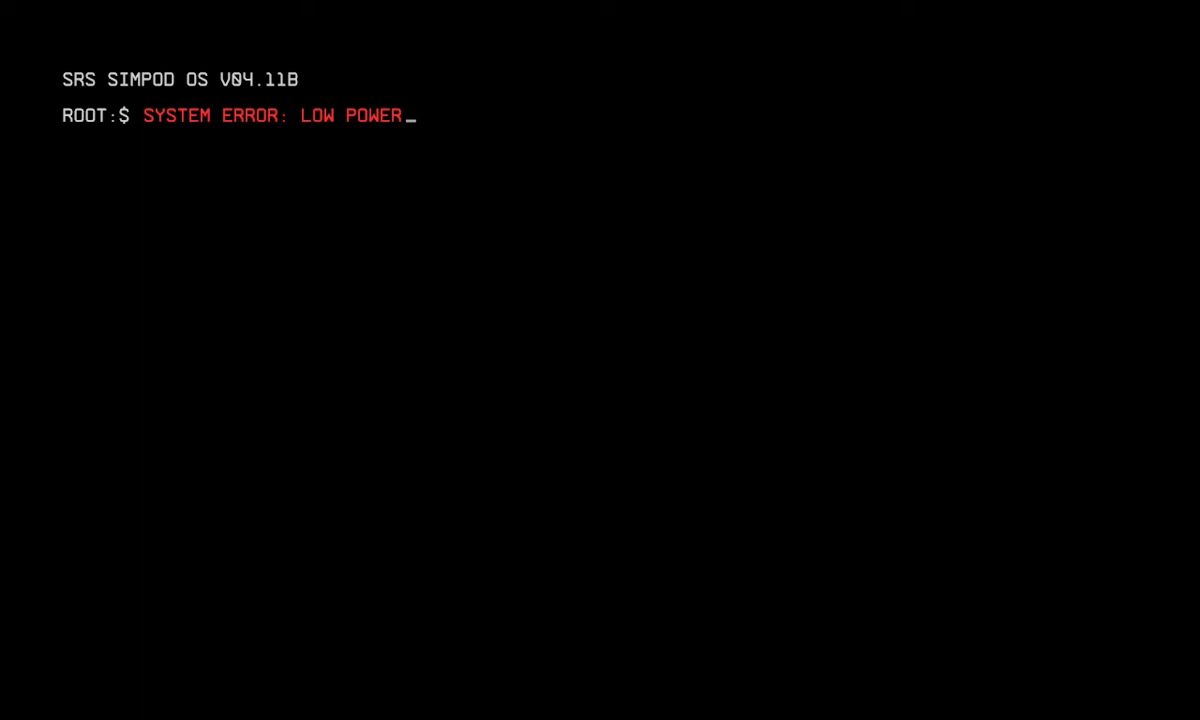 SRS SIMPOD OS V04.11B
ROOT:$ SYSTEM ERROR: LOW POWER_